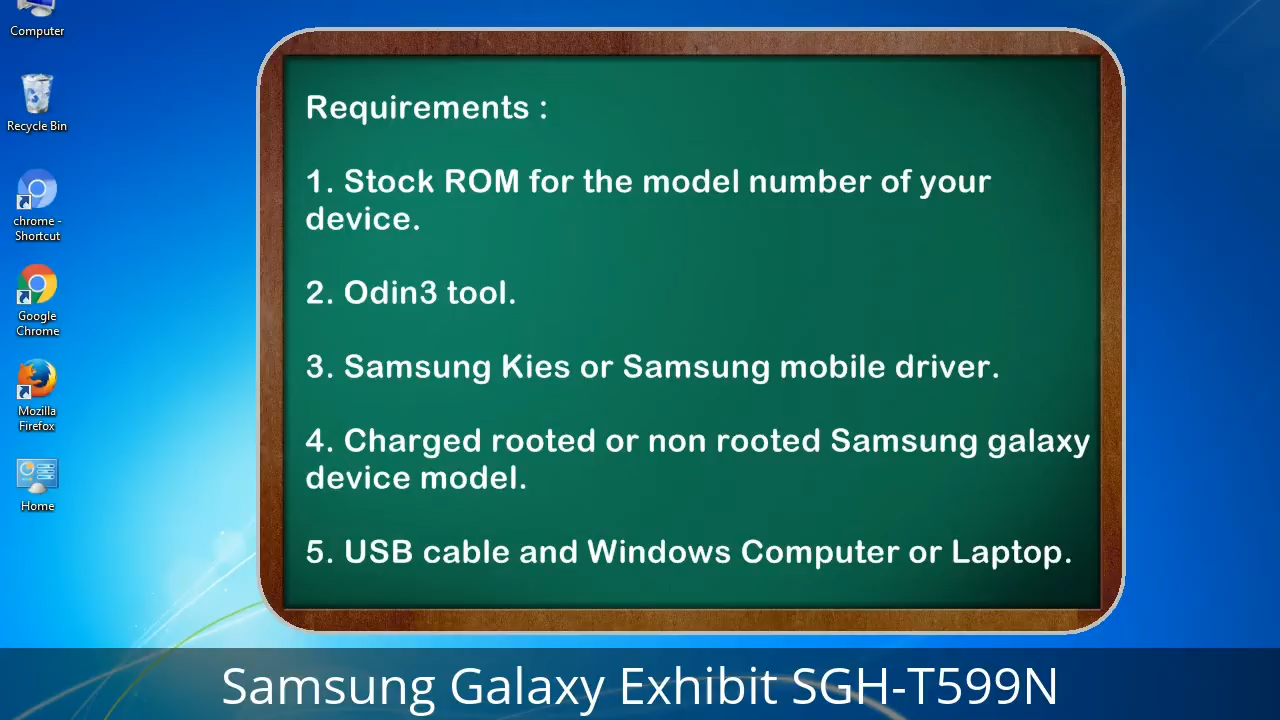 Computer
Recycle Bin
chrome -
Shortcut
Google
Chrome
Mozilla
Firefox
Home
Requirements :
1. Stock ROM for the model number of your
device.
2. Odin3 tool.
3. Samsung Kies or Samsung mobile driver.
4. Charged rooted or non rooted Samsung galaxy
device model.
5. USB cable and Windows Computer or Laptop.
Samsung Galaxy Exhibit SGH-T599N